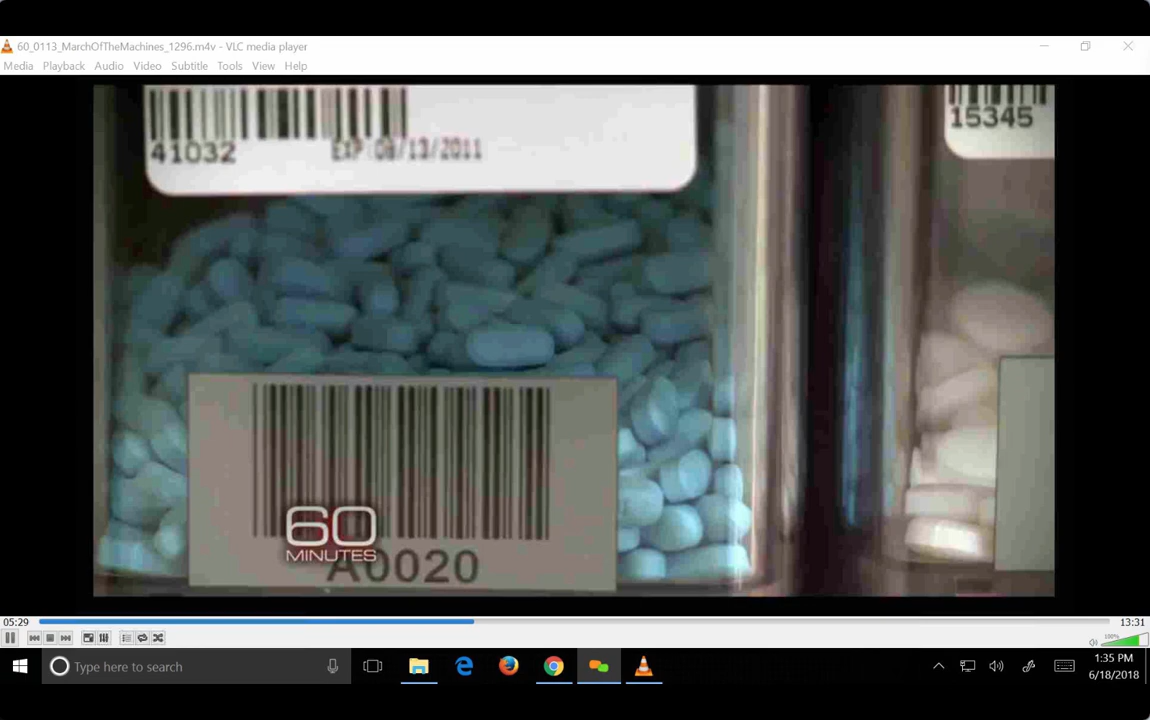 60_0113_MarchOfTheMachines_1296.m4v - VLC media player
Media Playback Audio Video Subtitle Tools View Help
41032 EXP:08/13/2011
15345
60
MINUTES
A0020
05:29
13:31
100%
Type here to search
1:35 PM
6/18/2018